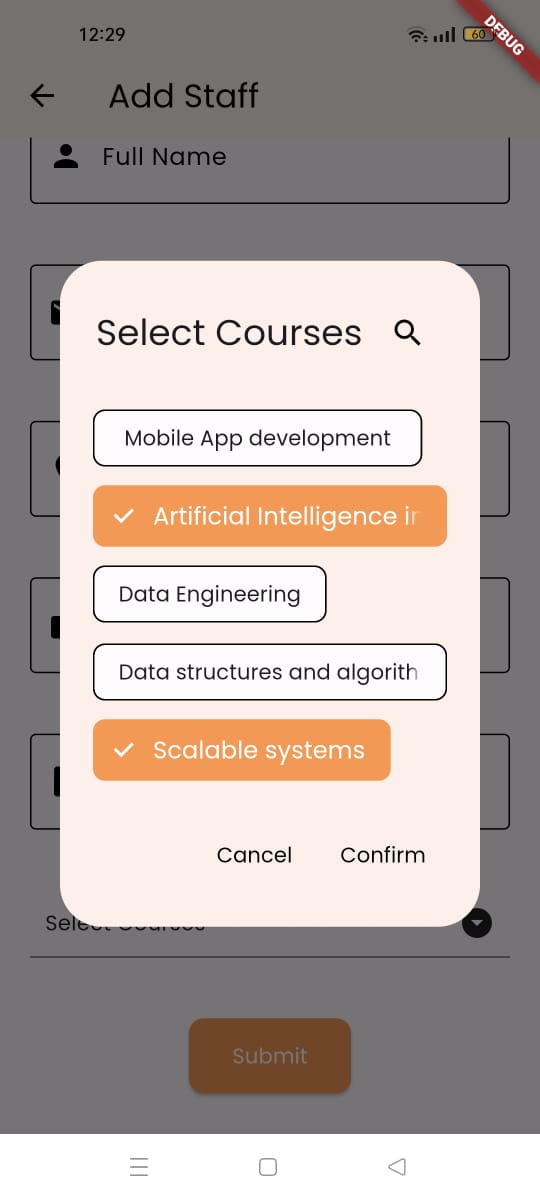 12:29
60
DEBUG
Add Staff
Full Name
Select Courses
Mobile App development
Artificial Intelligence
Data Engineering
Data structures and algorith
Scalable systems
Cancel
Confirm
Select Courses
Submit